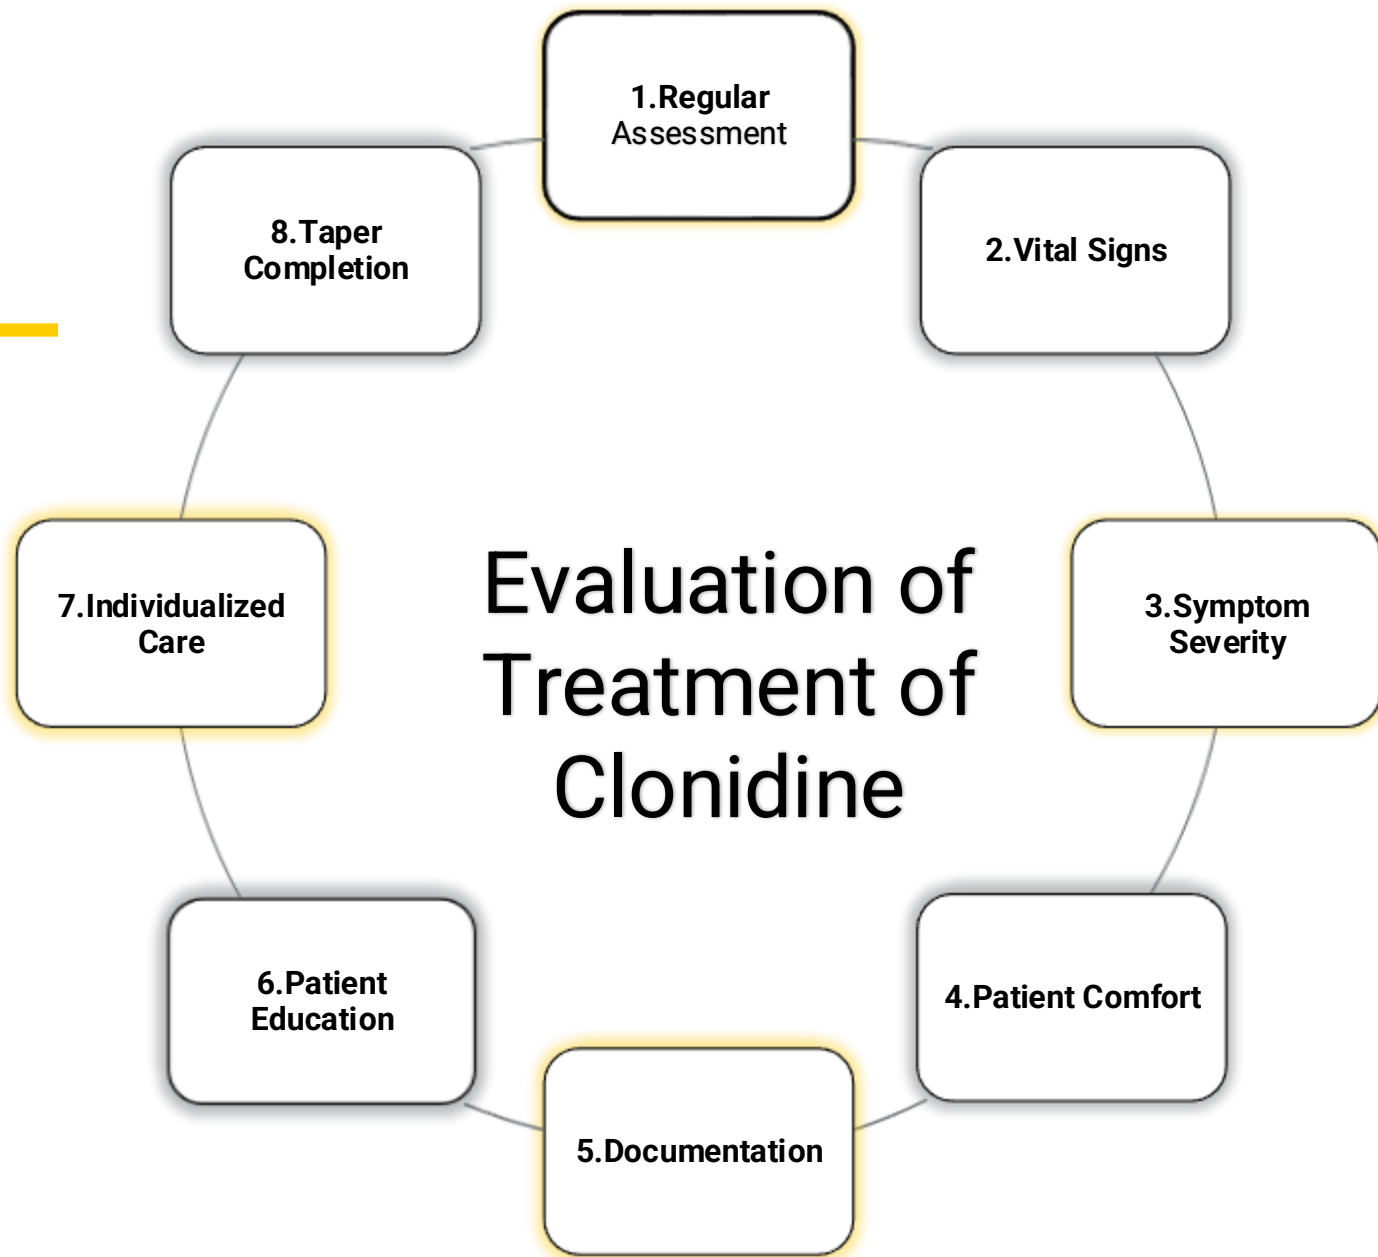 1.Regular
Assessment
2.Vital Signs
3.Symptom
Severity
4.Patient Comfort
5.Documentation
6.Patient
Education
7.Individualized
Care
8.Taper
Completion
Evaluation of
Treatment of
Clonidine